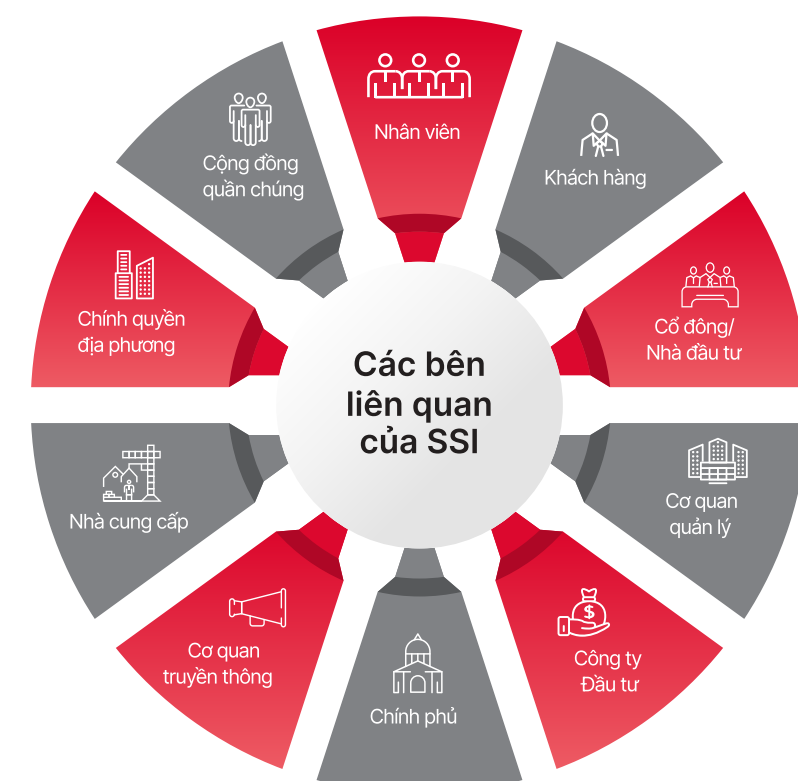 Nhân viên
Khách hàng
Cổ đông/
Nhà đầu tư
Cơ quan
quản lý
Công ty
Đầu tư
Chính phủ
Cơ quan
truyền thông
Nhà cung cấp
Chính quyền
địa phương
Cộng đồng
quần chúng
Các bên
liên quan
của SSI
$